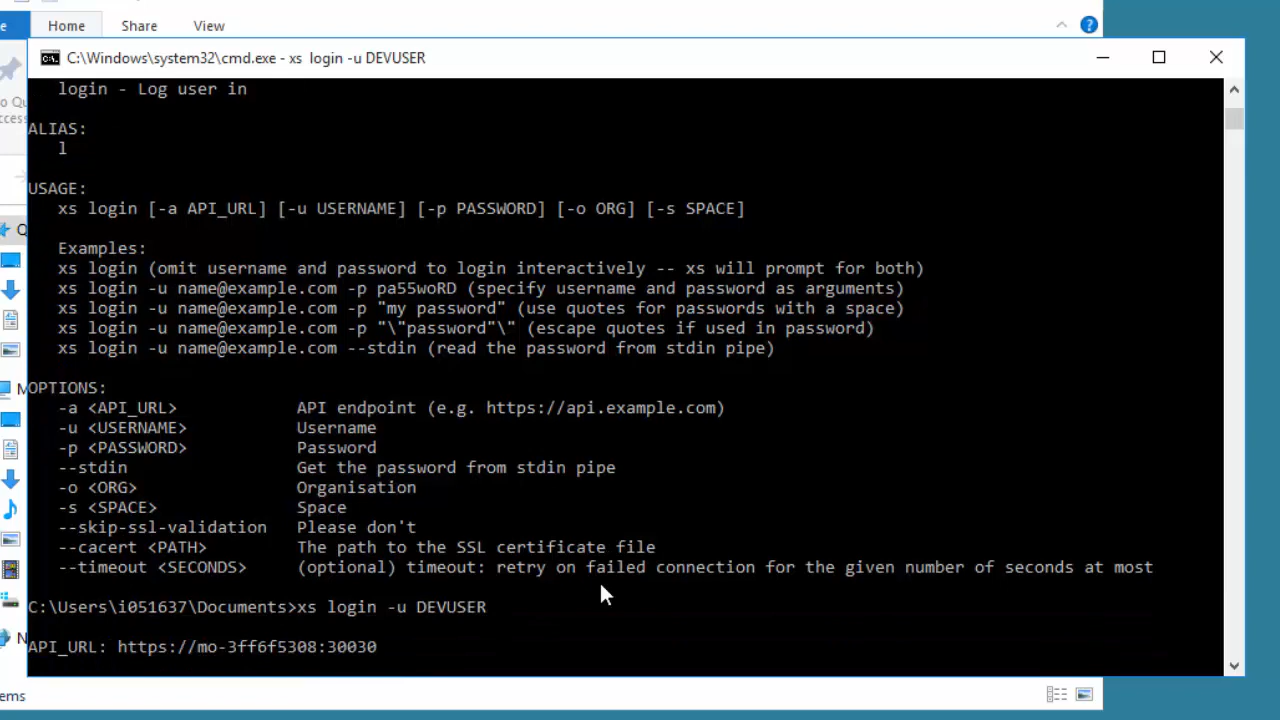 Home Share View
C:\Windows\system32\cmd.exe - xs  login -u DEVUSER
login - Log user in
ALIAS:
l
USAGE:
xs login [-a API_URL] [-u USERNAME] [-p PASSWORD] [-o ORG] [-s SPACE]
Examples:
xs login (omit username and password to login interactively -- xs will prompt for both)
xs login -u name@example.com -p pa55woRD (specify username and password as arguments)
xs login -u name@example.com -p "my password" (use quotes for passwords with a space)
xs login -u name@example.com -p "\"password"\" (escape quotes if used in password)
xs login -u name@example.com --stdin (read the password from stdin pipe)
OPTIONS:
-a <API_URL> API endpoint (e.g. https://api.example.com)
-u <USERNAME> Username
-p <PASSWORD> Password
--stdin Get the password from stdin pipe
-o <ORG> Organisation
-s <SPACE> Space
--skip-ssl-validation Please don't
--cacert <PATH> The path to the SSL certificate file
--timeout <SECONDS> (optional) timeout: retry on failed connection for the given number of seconds at most
C:\Users\i051637\Documents>xs login -u DEVUSER
API_URL: https://mo-3ff6f5308:30030